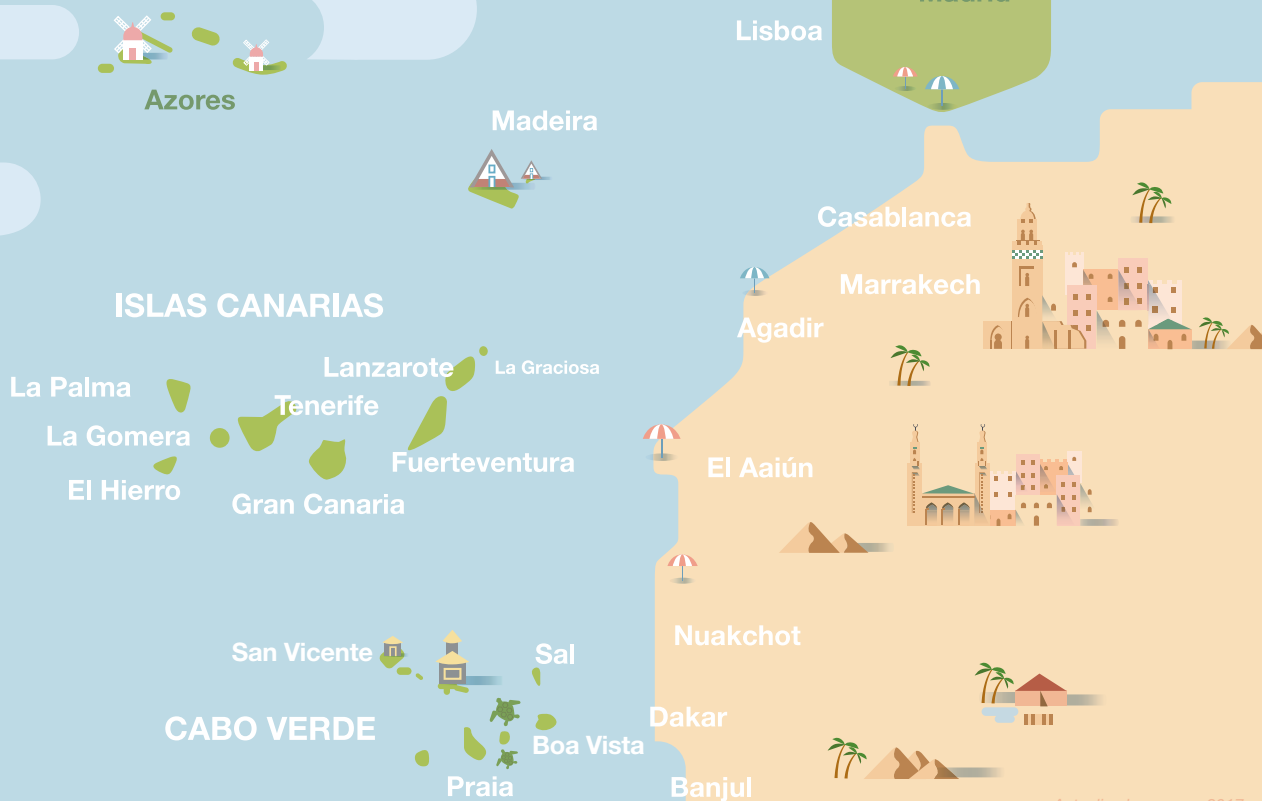 Madrid
Lisboa
Azores
Madeira
Casablanca
Marrakech
ISLAS CANARIAS
Agadir
Lanzarote
La Graciosa
La Palma
Tenerife
La Gomera
Fuerteventura
El Aaiún
El Hierro
Gran Canaria
Nuakchot
San Vicente
Sal
Dakar
CABO VERDE
Boa Vista
Praia
Banjul